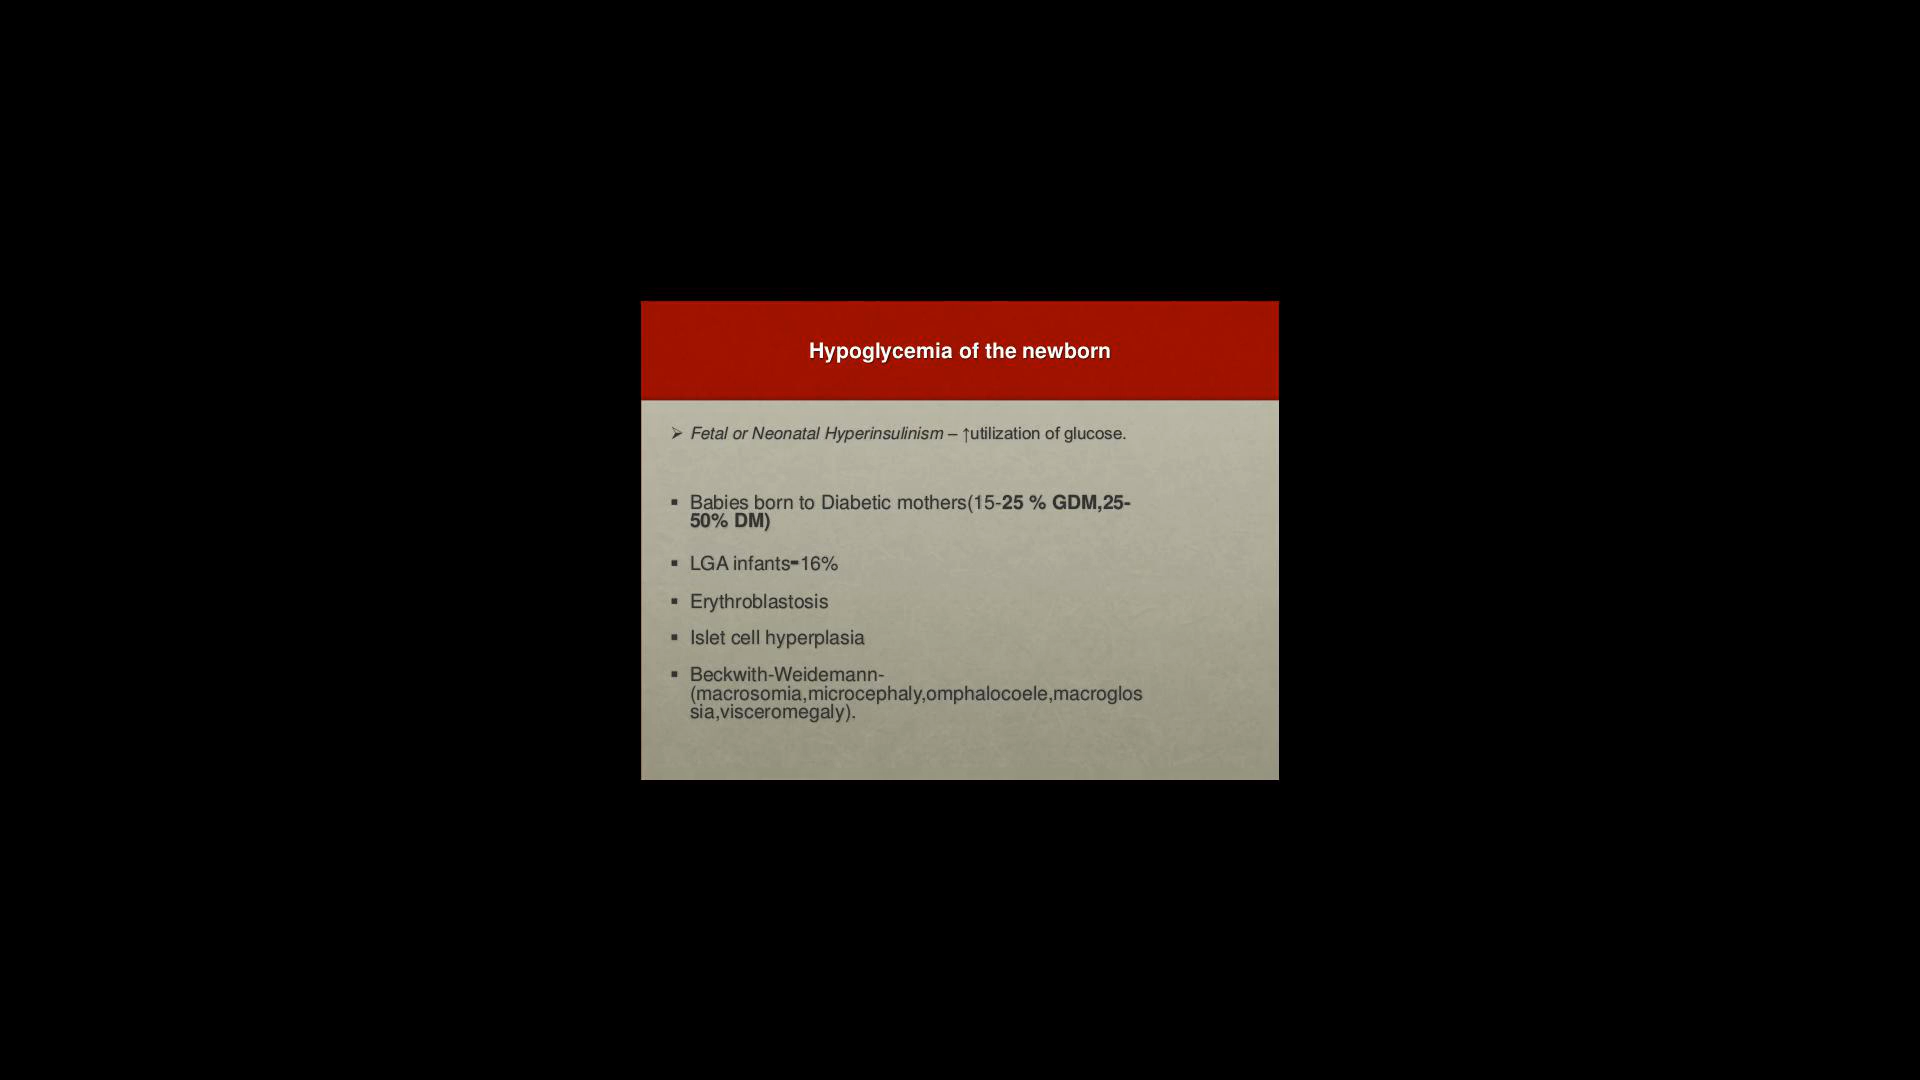 Hypoglycemia of the newborn
➢ Fetal or Neonatal Hyperinsulinism – ↑utilization of glucose.
▪ Babies born to Diabetic mothers(15-25 % GDM,25-
50% DM)
▪ LGA infants-16%
▪ Erythroblastosis
▪ Islet cell hyperplasia
▪ Beckwith-Weidemann-
(macrosomia,microcephaly,omphalocoele,macroglos
sia,visceromegaly).